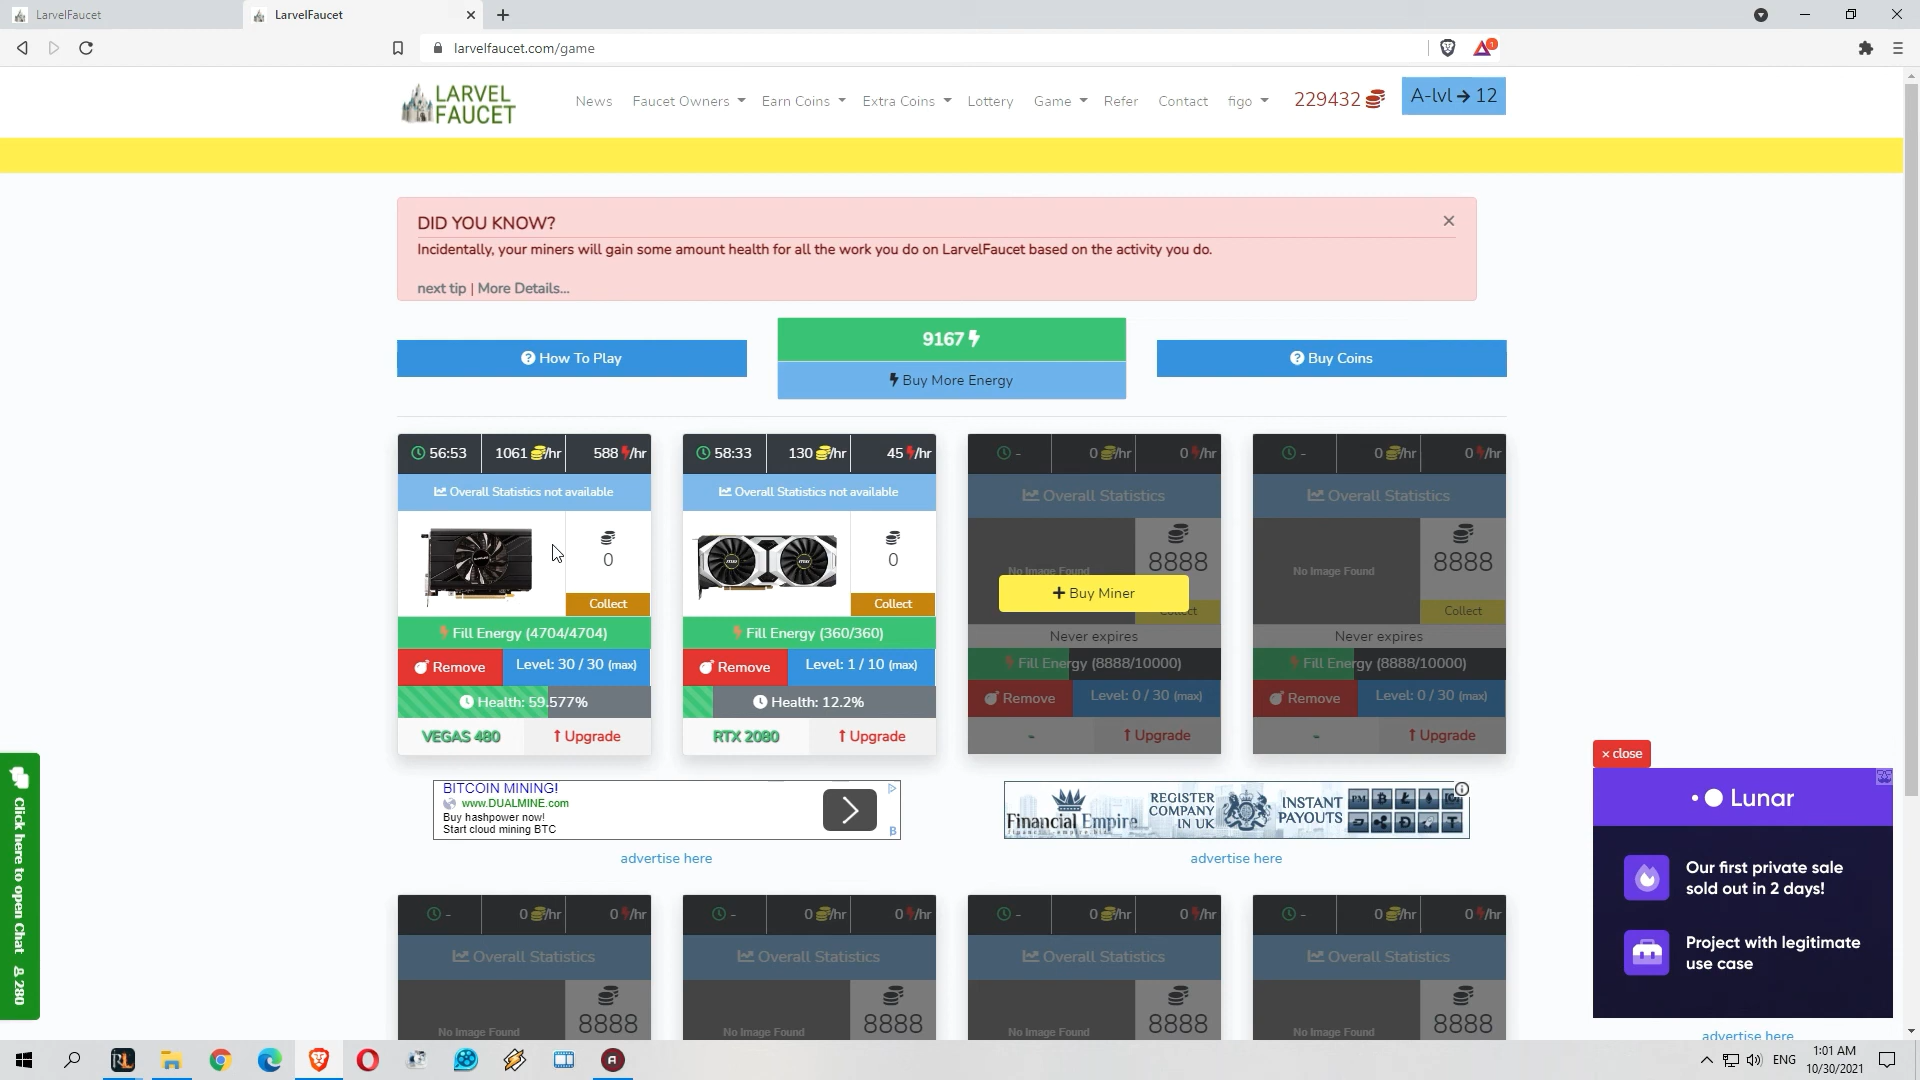 LarvelFaucet
LarvelFaucet
larvelfaucet.com/game
1
LARVEL
FAUCET
News
Faucet Owners
Earn Coins
Extra Coins
Lottery
Game
Refer
Contact
figo
229432
A-lvl → 12
DID YOU KNOW?
Incidentally, your miners will gain some amount health for all the work you do on LarvelFaucet based on the activity you do.
next tip | More Details...
How To Play
9167
Buy More Energy
Buy Coins
56:53 1061 /hr 588 /hr
58:33 130 /hr 45 /hr
- 0 /hr 0 /hr
- 0 /hr 0 /hr
Overall Statistics not available
Overall Statistics not available
Overall Statistics
Overall Statistics
0
0
8888
8888
No Image Found
No Image Found
+ Buy Miner
Collect
Collect
Collect
Collect
Fill Energy (4704/4704)
Fill Energy (360/360)
Never expires
Never expires
Remove
Level: 30 / 30 (max)
Remove
Level: 1 / 10 (max)
Fill Energy (8888/10000)
Fill Energy (8888/10000)
Health: 59.577%
Health: 12.2%
Remove
Level: 0 / 30 (max)
Remove
Level: 0 / 30 (max)
VEGAS 480
Upgrade
RTX 2080
Upgrade
-
Upgrade
-
Upgrade
BITCOIN MINING!
www.DUALMINE.com
Buy hashpower now!
Start cloud mining BTC
B
advertise here
Financial Empire
financial-empire.biz
REGISTER
COMPANY
IN UK
INSTANT
PAYOUTS
advertise here
× close
Lunar
Our first private sale
sold out in 2 days!
Project with legitimate
use case
advertise here
Click here to open Chat
280
- 0 /hr 0 /hr
- 0 /hr 0 /hr
- 0 /hr 0 /hr
- 0 /hr 0 /hr
Overall Statistics
Overall Statistics
Overall Statistics
Overall Statistics
8888
8888
8888
8888
No Image Found
No Image Found
No Image Found
No Image Found
RL
ENG
1:01 AM
10/30/2021